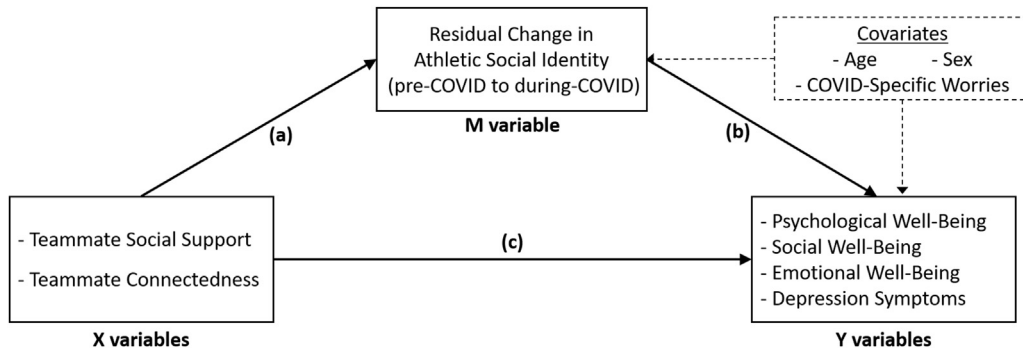 Residual Change in
Athletic Social Identity
(pre-COVID to during-COVID)
M variable
Covariates
- Age - Sex
- COVID-Specific Worries
(a)
(b)
- Teammate Social Support
- Teammate Connectedness
X variables
(c)
- Psychological Well-Being
- Social Well-Being
- Emotional Well-Being
- Depression Symptoms
Y variables